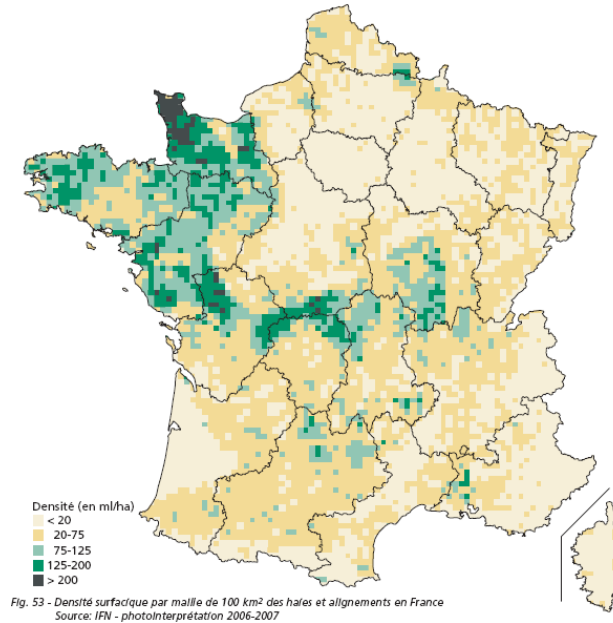 Densité (en ml/ha)
< 20
20-75
75-125
125-200
> 200
Fig. 53 - Densité surfacique par maille de 100 km² des haies et alignements en France
Source: IFN - photointerprétation 2006-2007